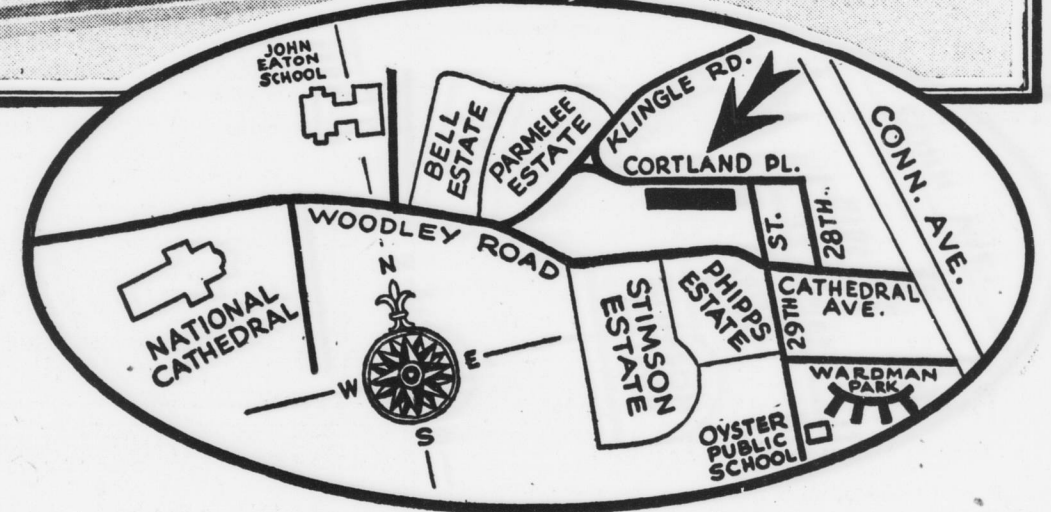 JOHN
EATON
SCHOOL
BELL
ESTATE
PARMELEE
ESTATE
KLINGLE RD.
CORTLAND PL.
CONN. AVE.
ST.
28TH.
WOODLEY ROAD
N
NATIONAL
CATHEDRAL
W
E
S
STIMSON
ESTATE
PHIPPS
ESTATE
29TH
CATHEDRAL
AVE.
WARDMAN
PARK
OYSTER
PUBLIC
SCHOOL